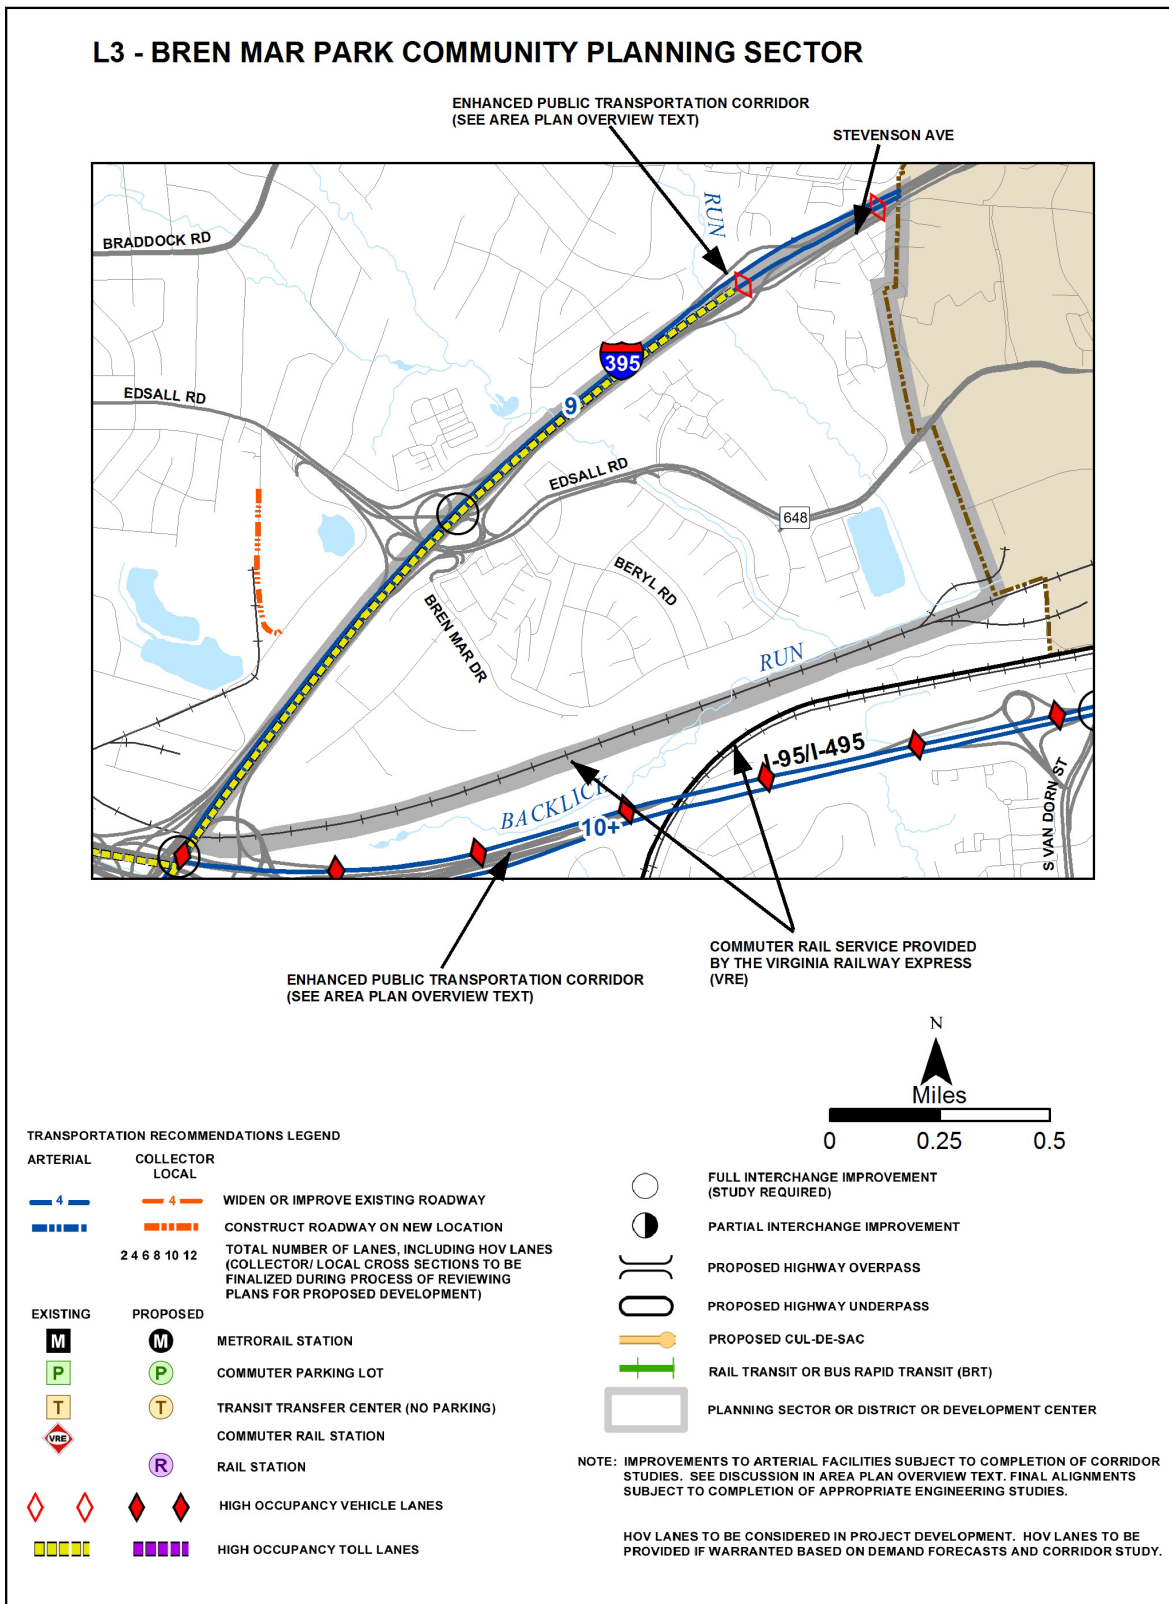 L3 - BREN MAR PARK COMMUNITY PLANNING SECTOR
ENHANCED PUBLIC TRANSPORTATION CORRIDOR
(SEE AREA PLAN OVERVIEW TEXT)
STEVENSON AVE
RUN
BRADDOCK RD
395
EDSALL RD
9
EDSALL RD
648
BERYL RD
BREN MAR DR
RUN
I-95/I-495
BACKLICK
10+
S VAN DORN ST
COMMUTER RAIL SERVICE PROVIDED
BY THE VIRGINIA RAILWAY EXPRESS
(VRE)
ENHANCED PUBLIC TRANSPORTATION CORRIDOR
(SEE AREA PLAN OVERVIEW TEXT)
N
Miles
0 0.25 0.5
TRANSPORTATION RECOMMENDATIONS LEGEND
ARTERIAL COLLECTOR
LOCAL
4 4 WIDEN OR IMPROVE EXISTING ROADWAY
CONSTRUCT ROADWAY ON NEW LOCATION
2 4 6 8 10 12 TOTAL NUMBER OF LANES, INCLUDING HOV LANES
(COLLECTOR/ LOCAL CROSS SECTIONS TO BE
FINALIZED DURING PROCESS OF REVIEWING
PLANS FOR PROPOSED DEVELOPMENT)
EXISTING PROPOSED
M M METRORAIL STATION
P P COMMUTER PARKING LOT
T T TRANSIT TRANSFER CENTER (NO PARKING)
VRE COMMUTER RAIL STATION
R RAIL STATION
HIGH OCCUPANCY VEHICLE LANES
HIGH OCCUPANCY TOLL LANES
FULL INTERCHANGE IMPROVEMENT
(STUDY REQUIRED)
PARTIAL INTERCHANGE IMPROVEMENT
PROPOSED HIGHWAY OVERPASS
PROPOSED HIGHWAY UNDERPASS
PROPOSED CUL-DE-SAC
RAIL TRANSIT OR BUS RAPID TRANSIT (BRT)
PLANNING SECTOR OR DISTRICT OR DEVELOPMENT CENTER
NOTE: IMPROVEMENTS TO ARTERIAL FACILITIES SUBJECT TO COMPLETION OF CORRIDOR
STUDIES. SEE DISCUSSION IN AREA PLAN OVERVIEW TEXT. FINAL ALIGNMENTS
SUBJECT TO COMPLETION OF APPROPRIATE ENGINEERING STUDIES.
HOV LANES TO BE CONSIDERED IN PROJECT DEVELOPMENT. HOV LANES TO BE
PROVIDED IF WARRANTED BASED ON DEMAND FORECASTS AND CORRIDOR STUDY.